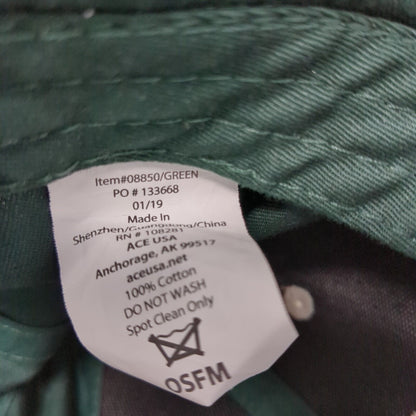 Item#08850/GREEN
PO # 133668
01/19
Made In
Shenzhen/Guangdong/China
RN # 108281
ACE USA
Anchorage, AK 99517
aceusa.net
100% Cotton
DO NOT WASH
Spot Clean Only
OSFM